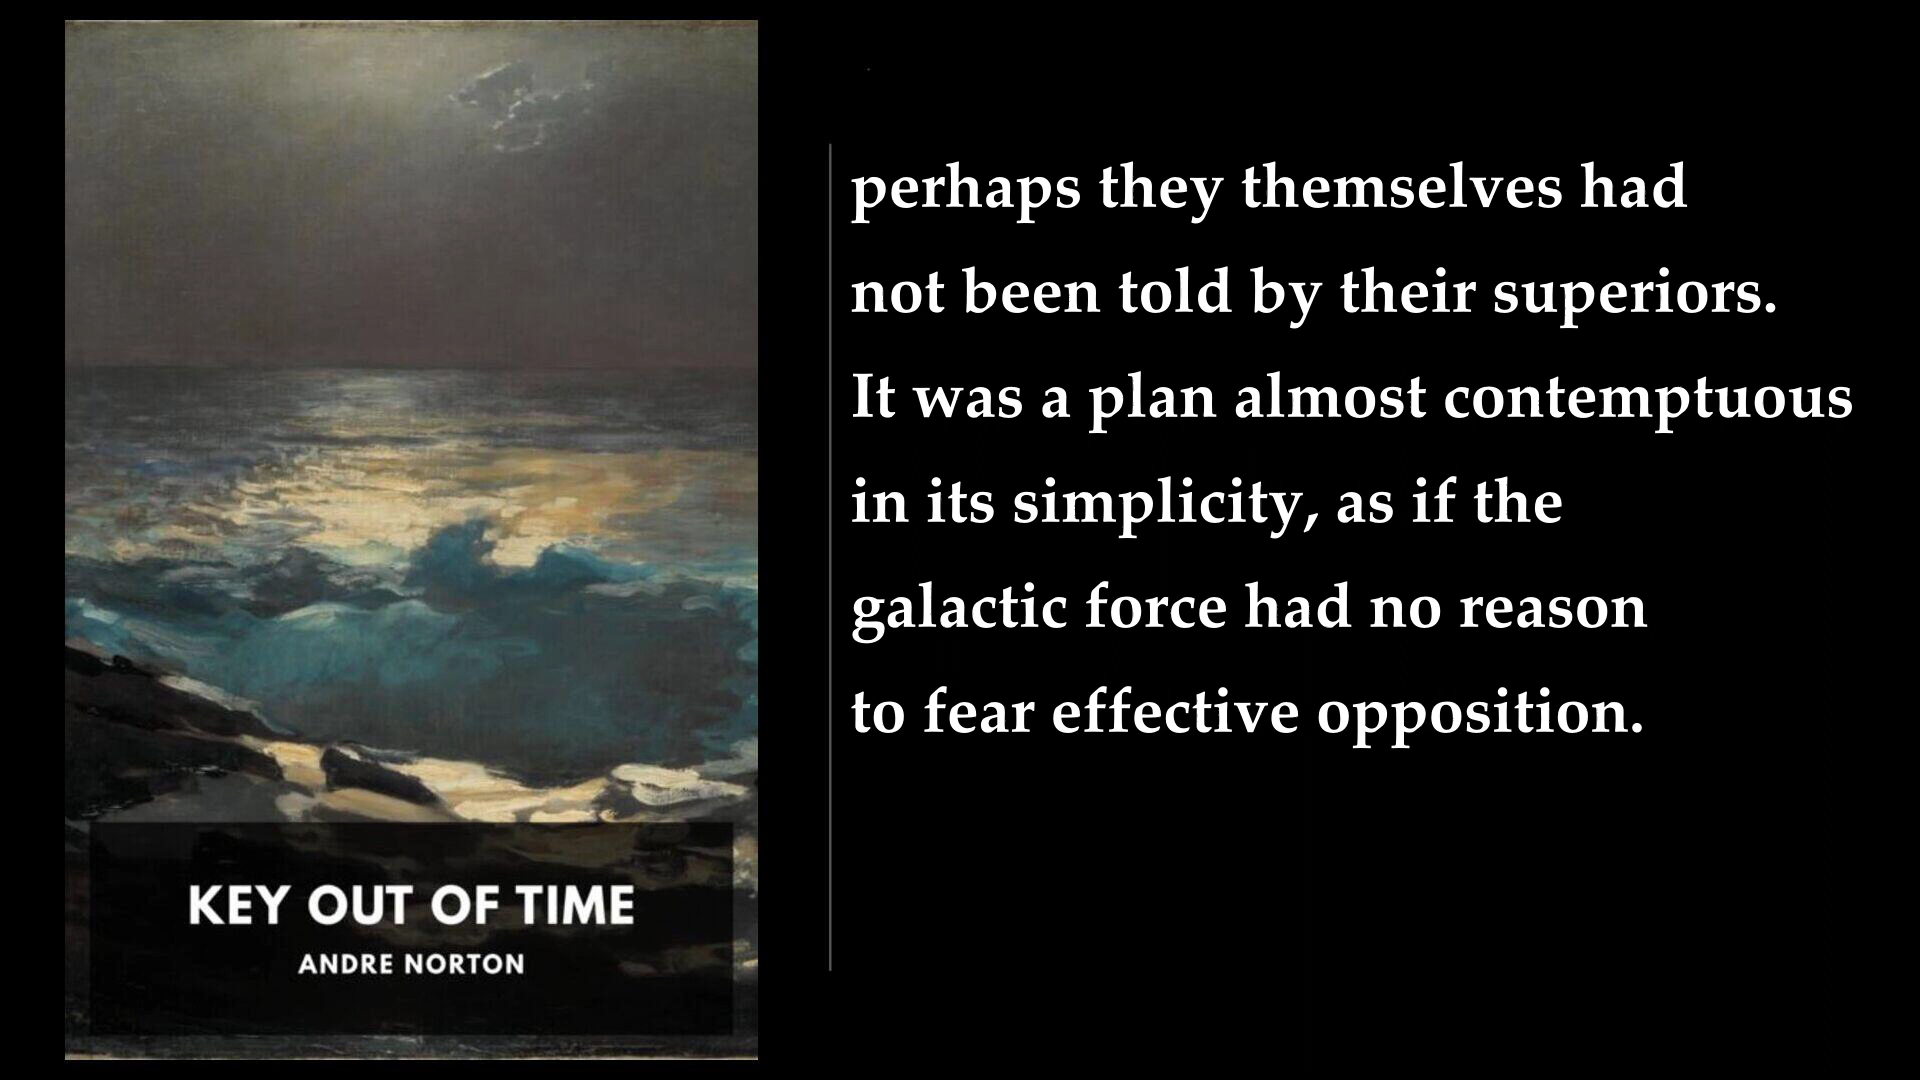 perhaps they themselves had
not been told by their superiors.
It was a plan almost contemptuous
in its simplicity, as if the
galactic force had no reason
to fear effective opposition.
KEY OUT OF TIME
ANDRE NORTON